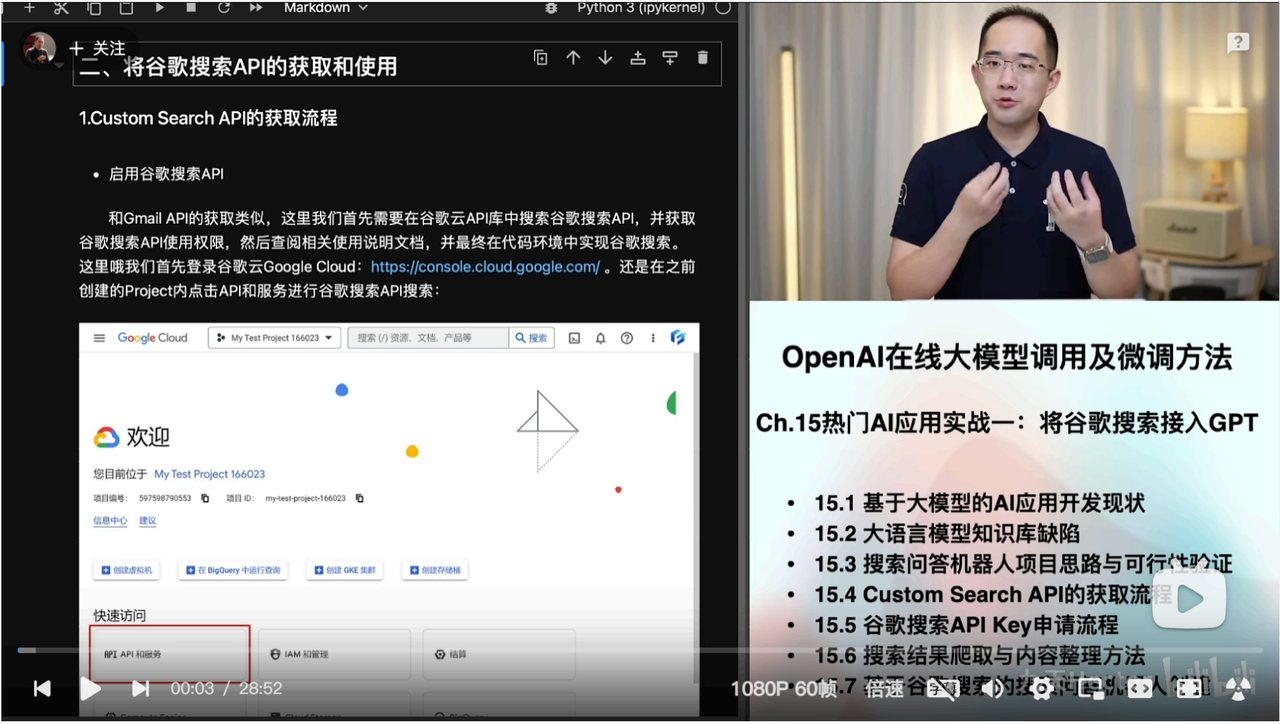 Markdown
Python 3 (ipykernel)
关注
二、将谷歌搜索API的获取和使用
1.Custom Search API的获取流程
启用谷歌搜索API
和Gmail API的获取类似，这里我们首先需要在谷歌云API库中搜索谷歌搜索API，并获取
谷歌搜索API使用权限，然后查阅相关使用说明文档，并最终在代码环境中实现谷歌搜索。
这里哦我们首先登录谷歌云Google Cloud：https://console.cloud.google.com/ 。还是在之前
创建的Project内点击API和服务进行谷歌搜索API搜索：
Google Cloud
My Test Project 166023
搜索 (/) 资源、文档、产品等
搜索
欢迎
您目前位于 My Test Project 166023
项目编号： 597598790553 项目 ID： my-test-project-166023
信息中心 建议
创建虚拟机
在 BigQuery 中运行查询
创建 GKE 集群
创建存储桶
快速访问
API API 和服务
IAM 和管理
结算
00:03 / 28:52
OpenAI在线大模型调用及微调方法
Ch.15热门AI应用实战一：将谷歌搜索接入GPT
15.1 基于大模型的AI应用开发现状
15.2 大语言模型知识库缺陷
15.3 搜索问答机器人项目思路与可行性验证
15.4 Custom Search API的获取流程
15.5 谷歌搜索API Key申请流程
15.6 搜索结果爬取与内容整理方法
15.7 基于谷歌搜索的搜索问答机器人创建
1080P 60帧
倍速